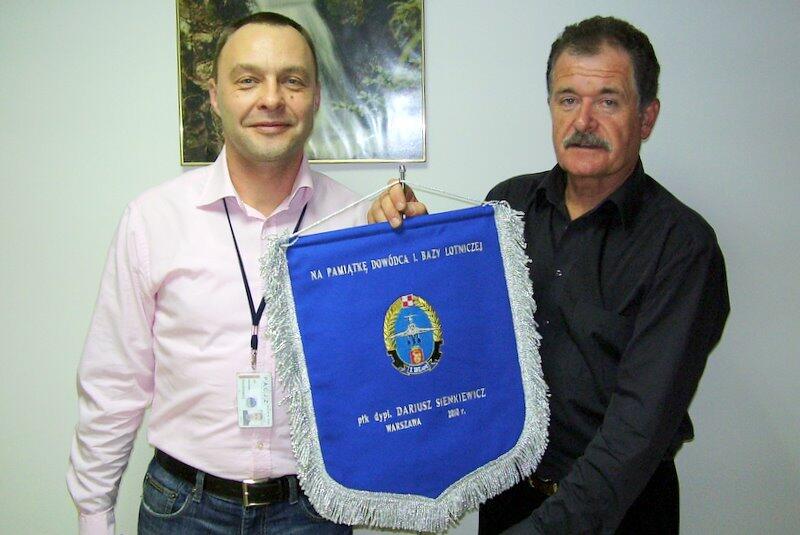 NA PAMIĄTKĘ DOWÓDCA 1. BAZY LOTNICZEJ
płk dypl. DARIUSZ SIENKIEWICZ
WARSZAWA 2010 r.